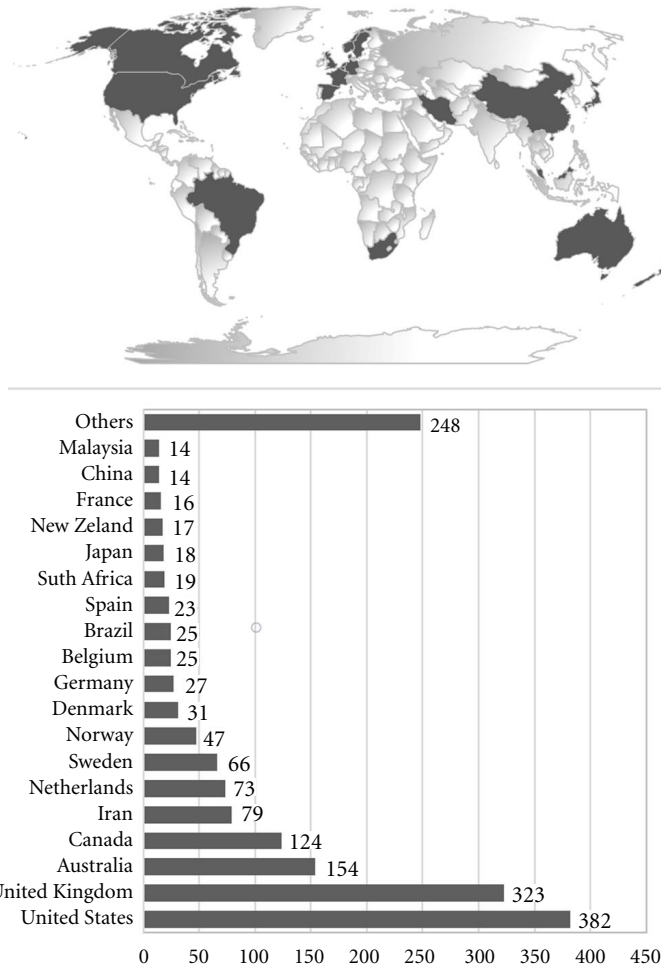 Others 248
Malaysia 14
China 14
France 16
New Zeland 17
Japan 18
Suth Africa 19
Spain 23
Brazil 25
Belgium 25
Germany 27
Denmark 31
Norway 47
Sweden 66
Netherlands 73
Iran 79
Canada 124
Australia 154
United Kingdom 323
United States 382
0 50 100 150 200 250 300 350 400 450